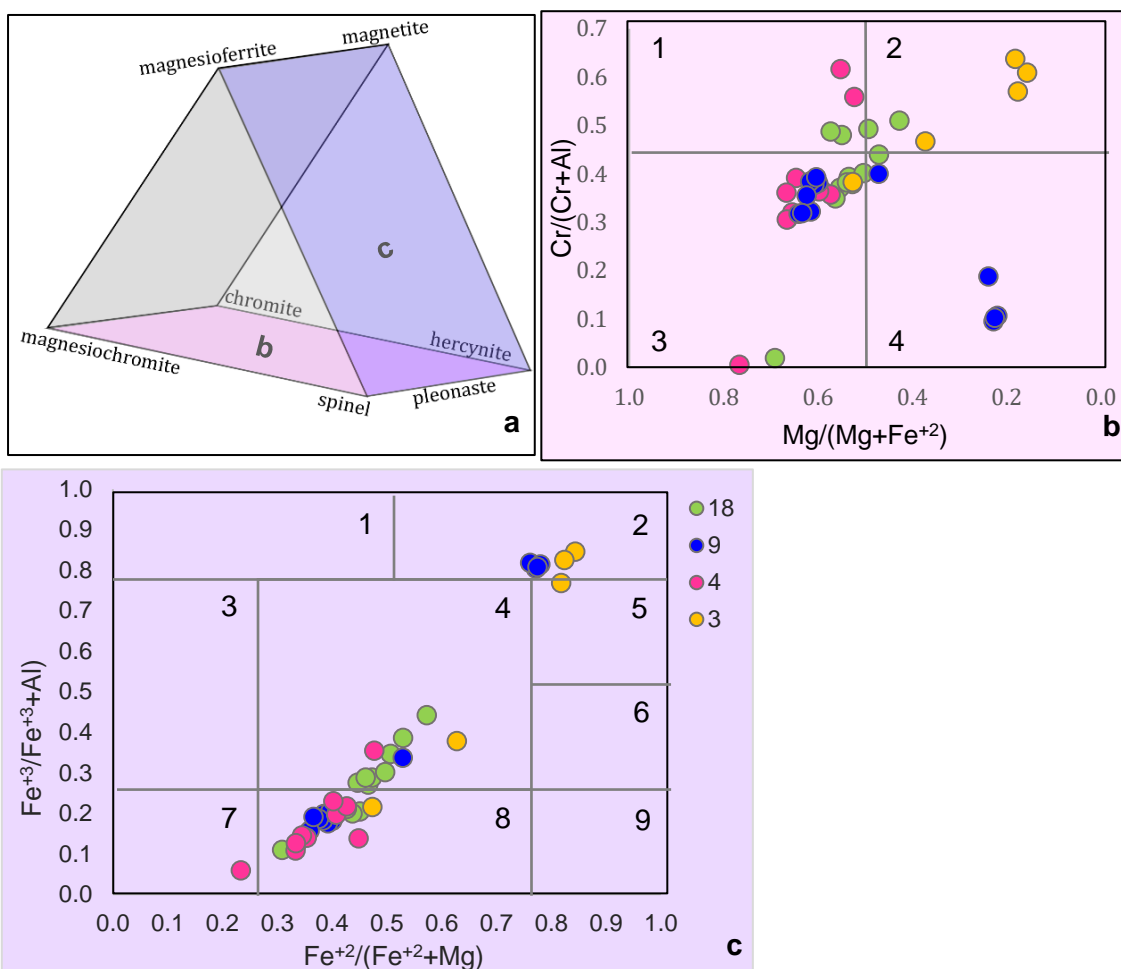 magnetite
magnesioferrite
c
chromite
magnesiochromite
b
hercynite
pleonaste
spinel
a
0.7
0.6
0.5
0.4
0.3
0.2
0.1
0.0
Cr/(Cr+Al)
1
2
3
4
1.0 0.8 0.6 0.4 0.2 0.0
Mg/(Mg+Fe+2)
b
1.0
0.9
0.8
0.7
0.6
0.5
0.4
0.3
0.2
0.1
0.0
Fe+3/Fe+3+Al)
1
2
3
4
5
6
7
8
9
0.0 0.1 0.2 0.3 0.4 0.5 0.6 0.7 0.8 0.9 1.0
Fe+2/(Fe+2+Mg)
c
18
9
4
3